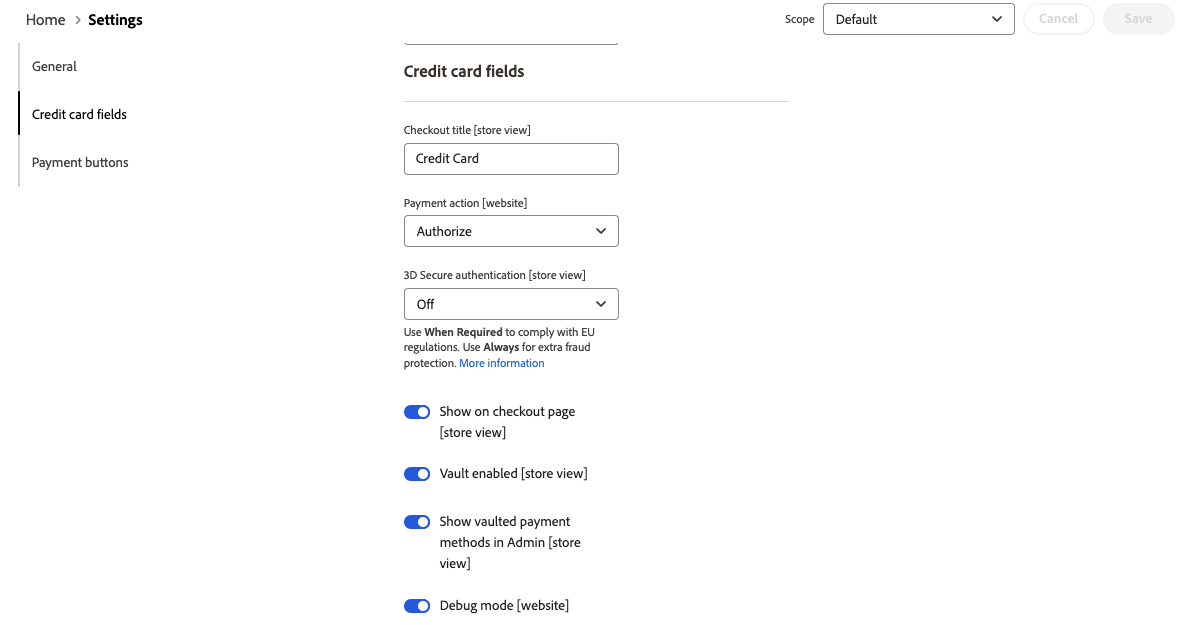 Home > Settings
Scope
Default
Cancel
Save
General
Credit card fields
Payment buttons
Credit card fields
Checkout title [store view]
Credit Card
Payment action [website]
Authorize
3D Secure authentication [store view]
Off
Use When Required to comply with EU
regulations. Use Always for extra fraud
protection. More information
Show on checkout page
[store view]
Vault enabled [store view]
Show vaulted payment
methods in Admin [store
view]
Debug mode [website]